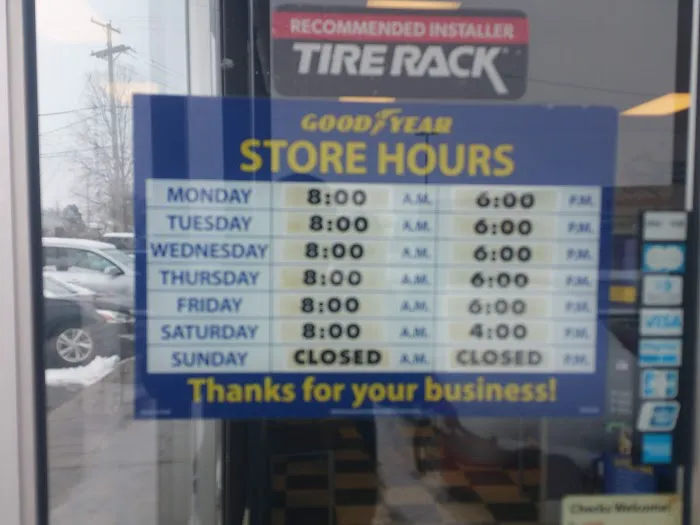 RECOMMENDED INSTALLER
TIRE RACK
GOODYEAR
STORE HOURS
MONDAY 8:00 A.M. 6:00 P.M.
TUESDAY 8:00 A.M. 6:00 P.M.
WEDNESDAY 8:00 A.M. 6:00 P.M.
THURSDAY 8:00 A.M. 6:00 P.M.
FRIDAY 8:00 A.M. 6:00 P.M.
SATURDAY 8:00 A.M. 4:00 P.M.
SUNDAY CLOSED A.M. CLOSED P.M.
Thanks for your business!
VISA
Checks Welcome!